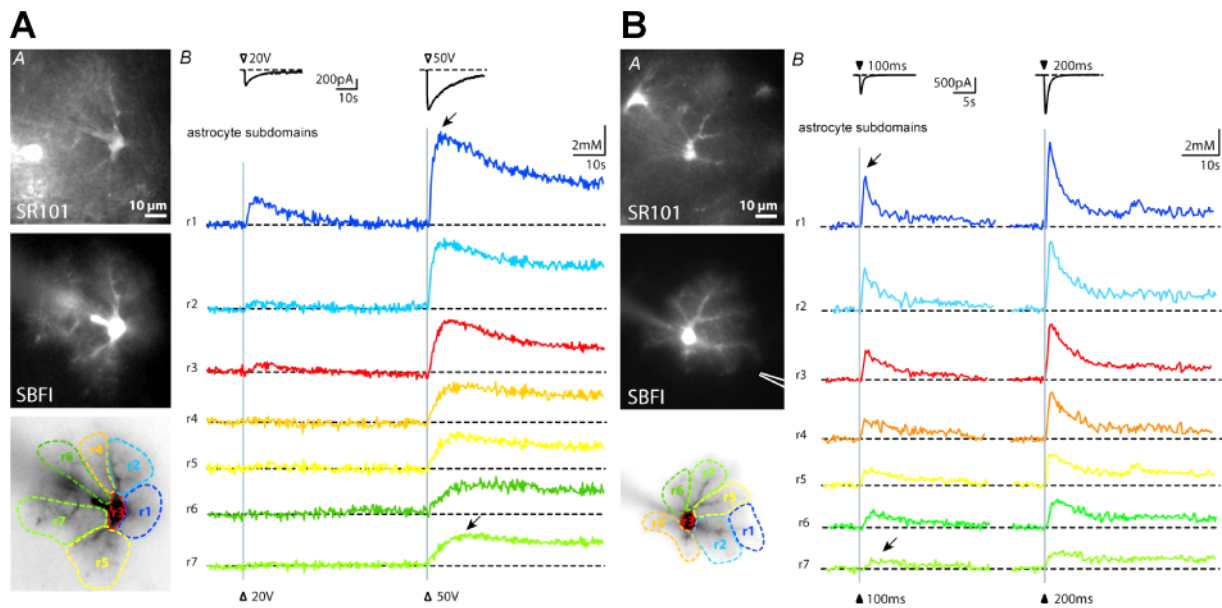 A
A
SR101
10 µm
SBFI
r6
r4
r2
r3
r1
r7
r5
B
20V
200pA
10s
50V
astrocyte subdomains
2mM
10s
r1
r2
r3
r4
r5
r6
r7
20V
50V
B
A
SR101
10 µm
SBFI
r7
r6
r5
r4
r3
r2
r1
B
100ms
500pA
5s
200ms
astrocyte subdomains
2mM
10s
r1
r2
r3
r4
r5
r6
r7
100ms
200ms